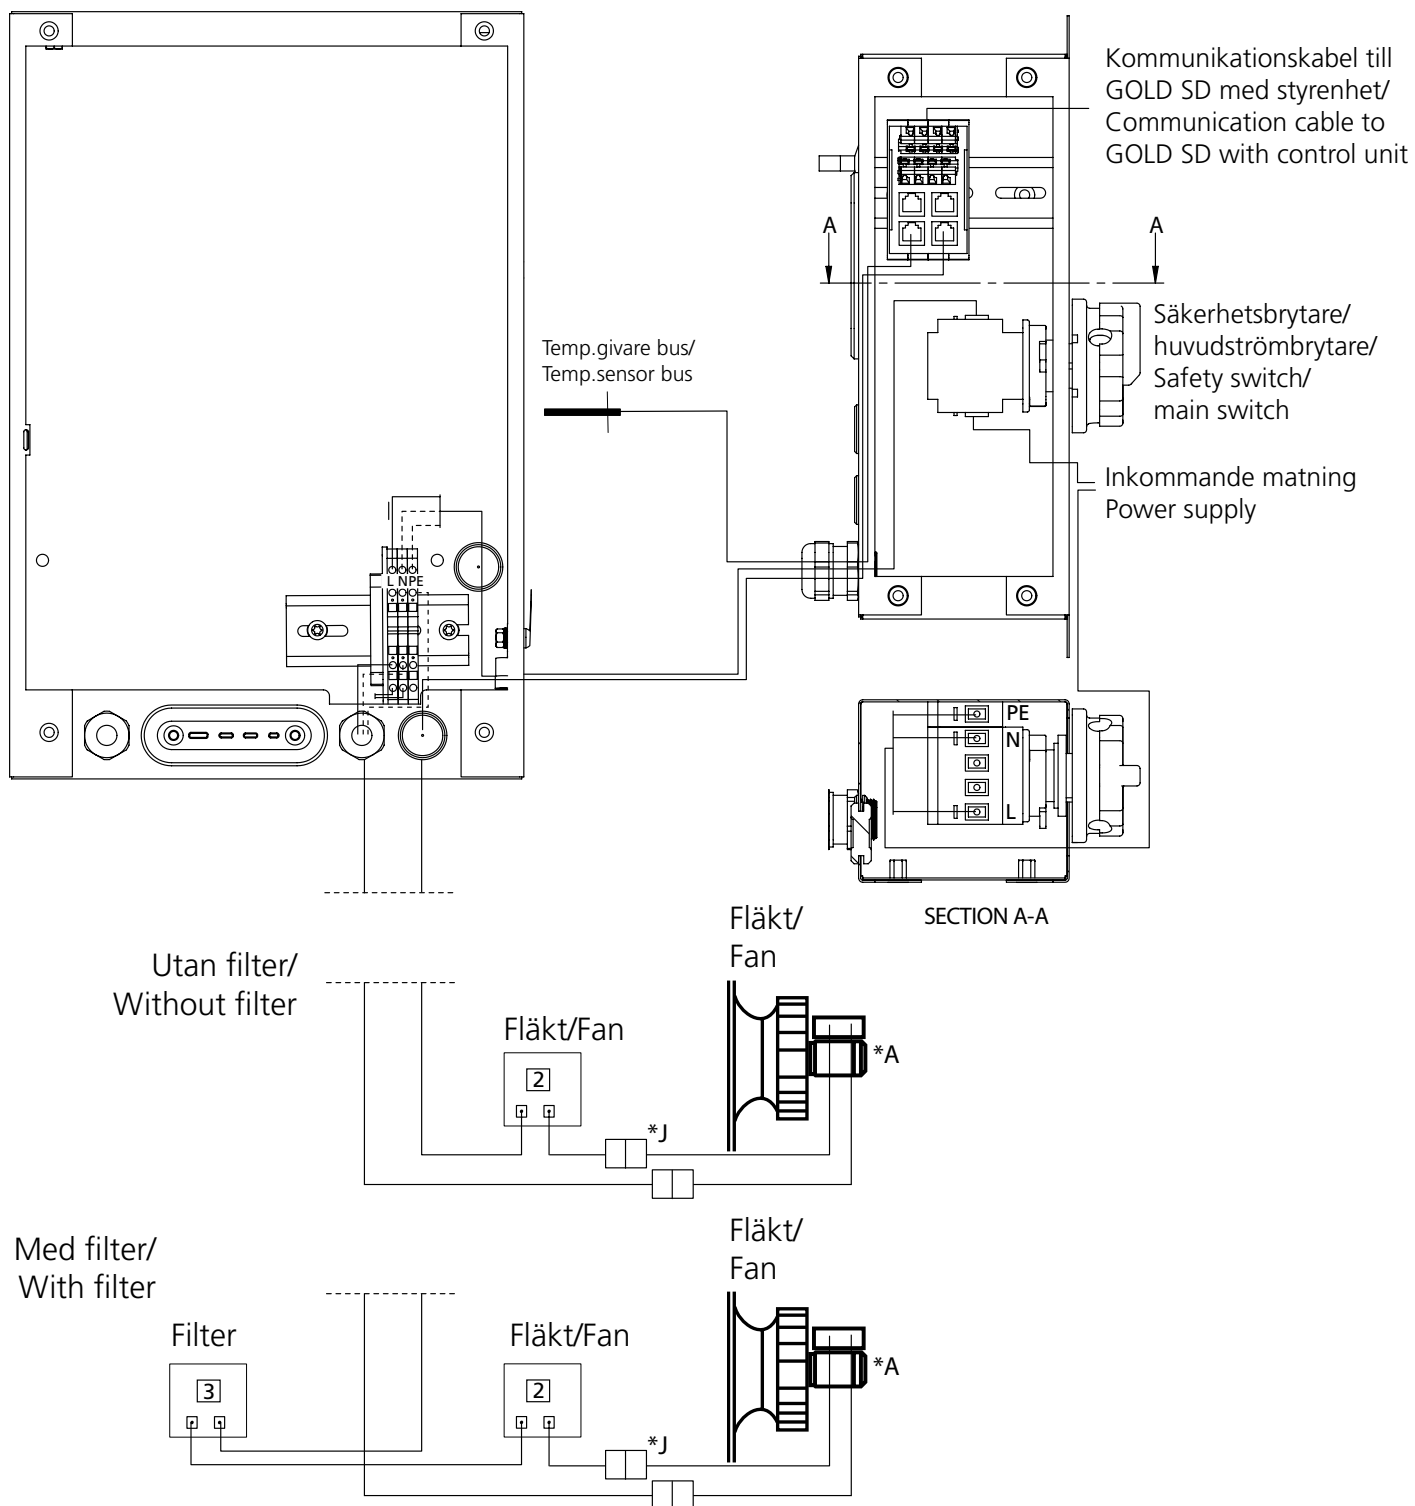 Kommunikationskabel till
GOLD SD med styrenhet/
Communication cable to
GOLD SD with control unit
A
A
Säkerhetsbrytare/
huvudströmbrytare/
Safety switch/
main switch
Temp.givare bus/
Temp.sensor bus
Inkommande matning
Power supply
L NPE
PE
N
L
SECTION A-A
Utan filter/
Without filter
Fläkt/
Fan
Fläkt/Fan
2
*A
*J
Med filter/
With filter
Fläkt/
Fan
Filter
Fläkt/Fan
3
2
*A
*J